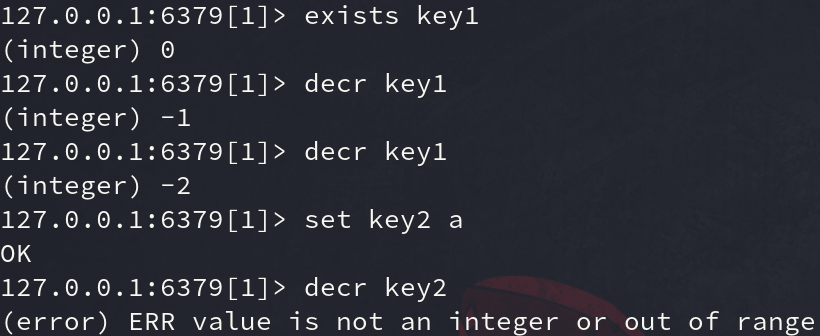 127.0.0.1:6379[1]> exists key1
(integer) 0
127.0.0.1:6379[1]> decr key1
(integer) -1
127.0.0.1:6379[1]> decr key1
(integer) -2
127.0.0.1:6379[1]> set key2 a
OK
127.0.0.1:6379[1]> decr key2
(error) ERR value is not an integer or out of range